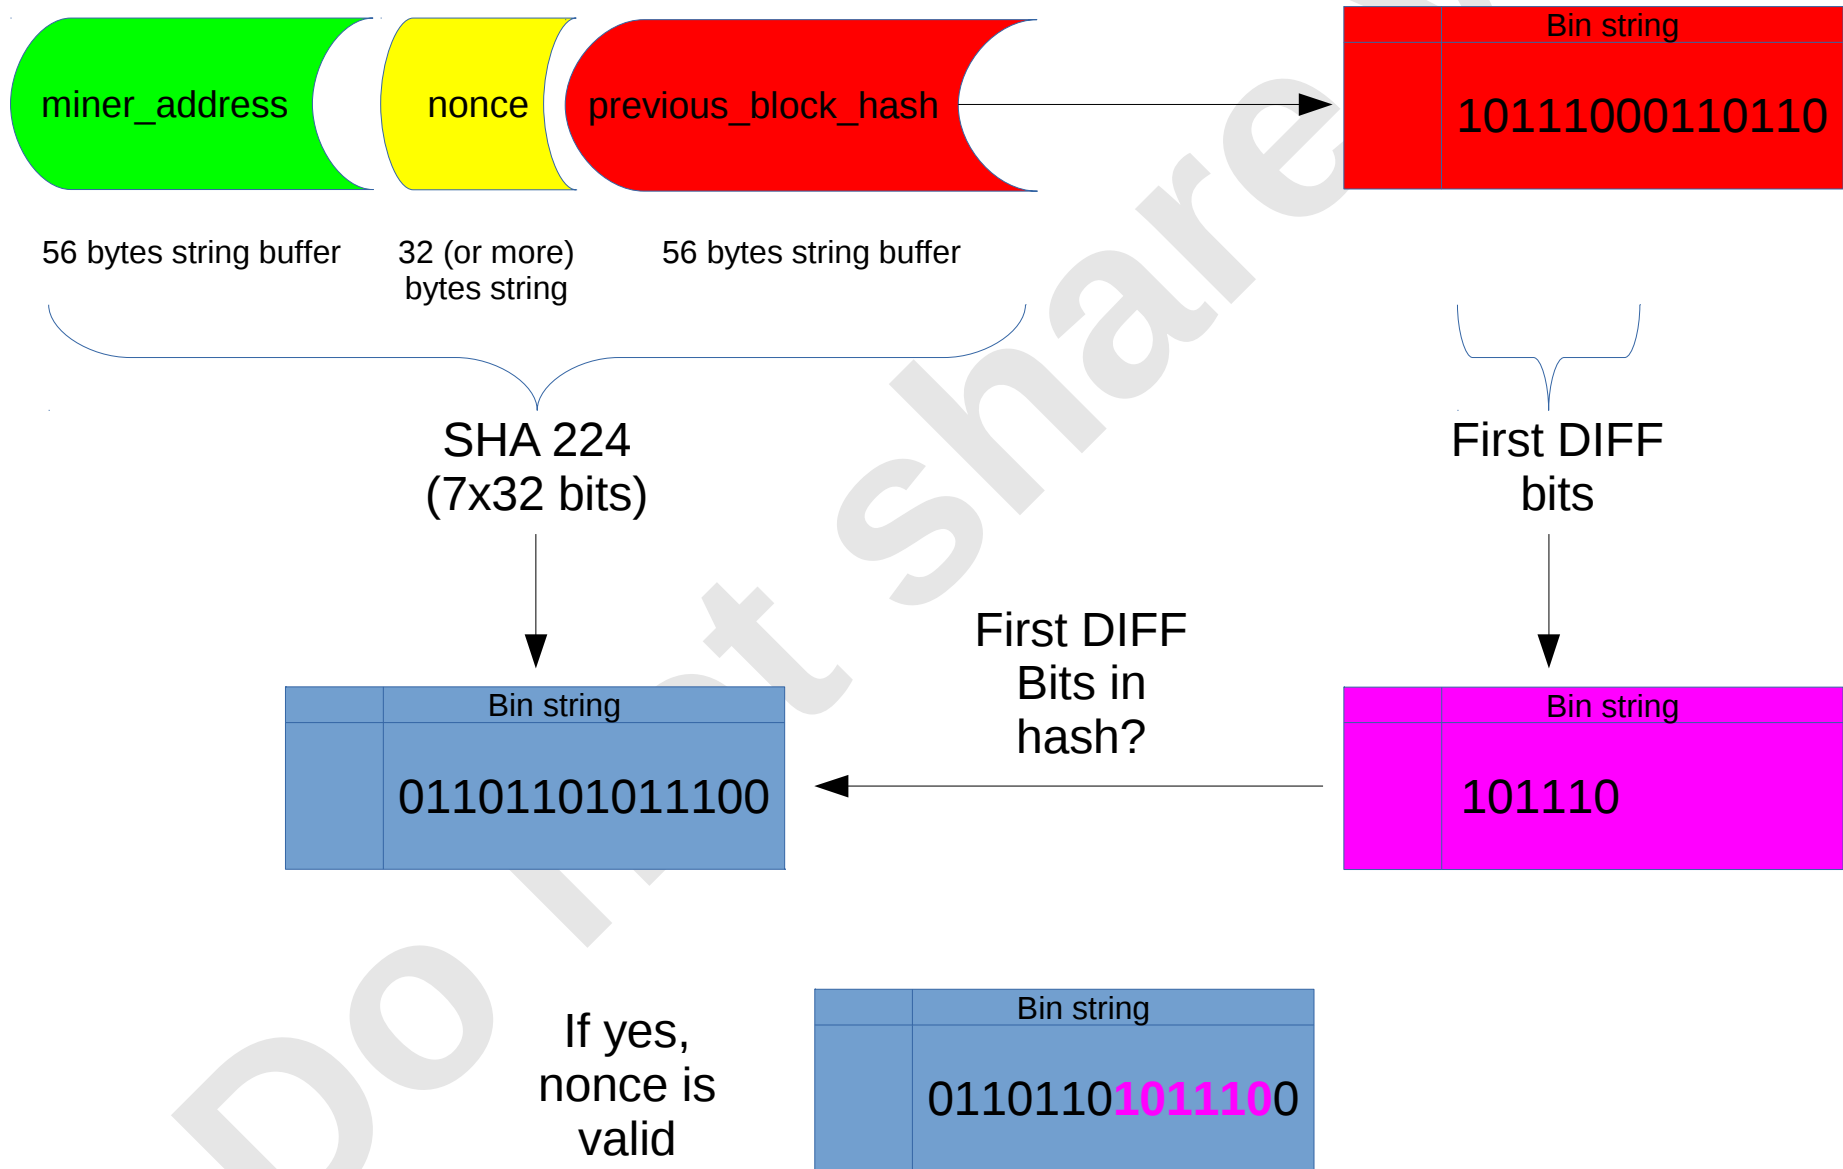 miner_address
nonce
previous_block_hash
Bin string
10111000110110
56 bytes string buffer
32 (or more)
bytes string
56 bytes string buffer
SHA 224
(7x32 bits)
First DIFF
bits
First DIFF
Bits in
hash?
Bin string
01101101011100
Bin string
101110
If yes,
nonce is
valid
Bin string
01101101011100
Do not share